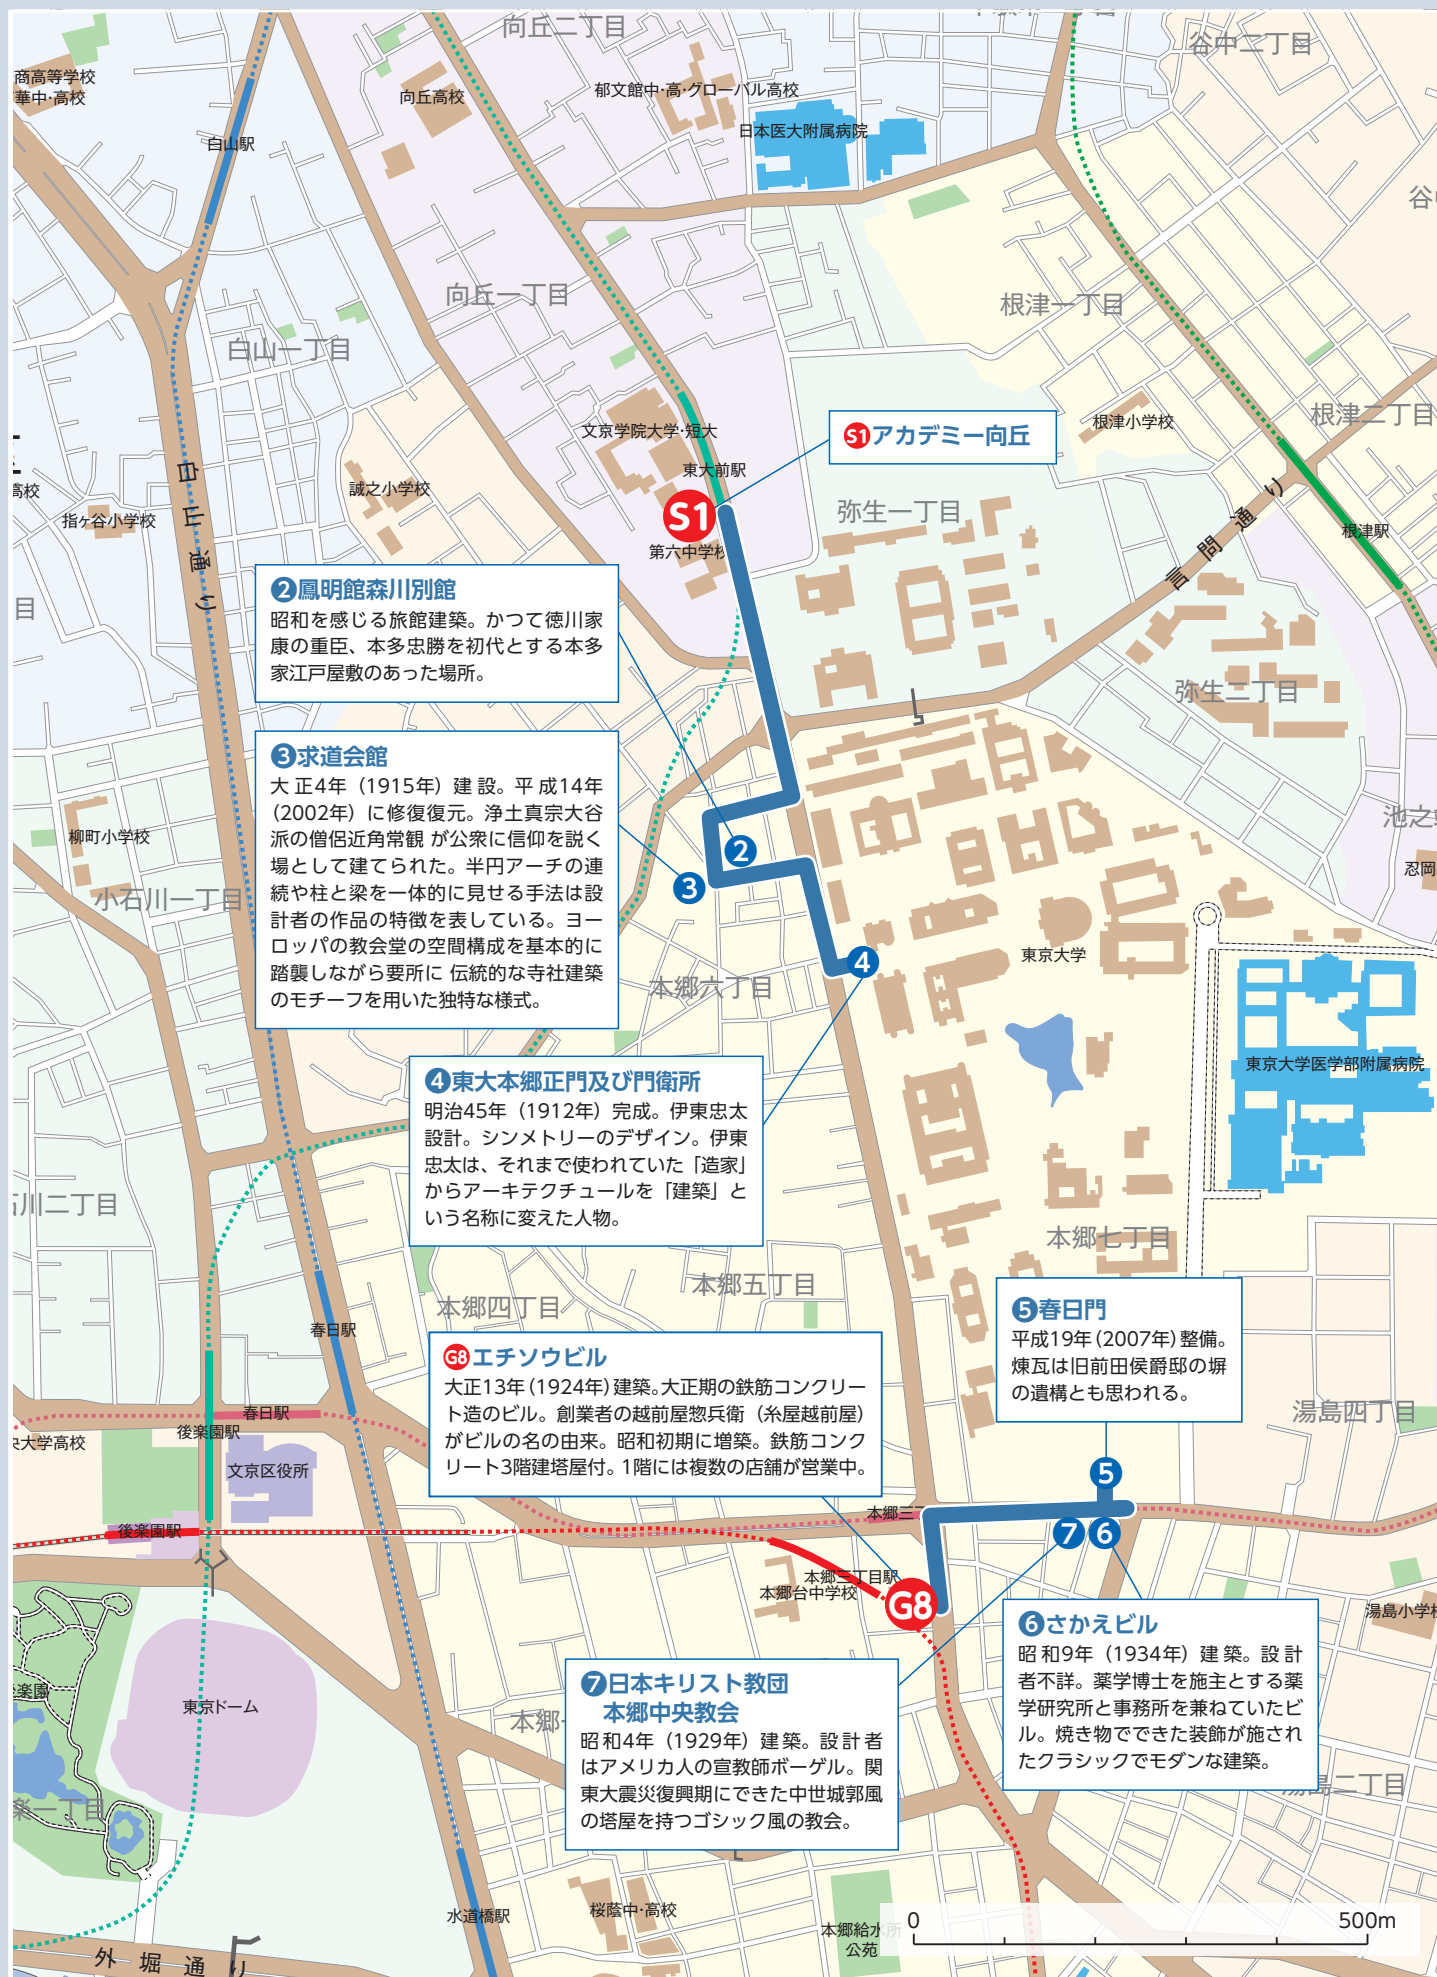 向丘二丁目
谷中二丁目
商高等学校
華中・高校
向丘高校
郁文館中・高・グローバル高校
日本医大附属病院
白山駅
向丘一丁目
根津一丁目
白山一丁目
S1アカデミー向丘
根津小学校
根津二丁目
文京学院大学・短大
東大前駅
誠之小学校
高校
指ヶ谷小学校
白山通り
S1
弥生一丁目
言問通り
根津駅
第六中学校
目
❷鳳明館森川別館
昭和を感じる旅館建築。かつて徳川家
康の重臣、本多忠勝を初代とする本多
家江戸屋敷のあった場所。
弥生二丁目
❸求道会館
大正4年（1915年）建設。平成14年
（2002年）に修復復元。浄土真宗大谷
派の僧侶近角常観 が公衆に信仰を説く
場として建てられた。半円アーチの連
続や柱と梁を一体的に見せる手法は設
計者の作品の特徴を表している。ヨー
ロッパの教会堂の空間構成を基本的に
踏襲しながら要所に 伝統的な寺社建築
のモチーフを用いた独特な様式。
柳町小学校
池之
忍岡
小石川一丁目
2
3
4
東京大学
本郷六丁目
東京大学医学部附属病院
❹東大本郷正門及び門衛所
明治45年（1912年）完成。伊東忠太
設計。シンメトリーのデザイン。伊東
忠太は、それまで使われていた「造家」
からアーキテクチュールを「建築」と
いう名称に変えた人物。
石川二丁目
本郷七丁目
本郷五丁目
本郷四丁目
春日駅
❺春日門
平成19年（2007年）整備。
煉瓦は旧前田侯爵邸の塀
の遺構とも思われる。
G8エチソウビル
大正13年（1924年）建築。大正期の鉄筋コンクリー
ト造のビル。創業者の越前屋惣兵衛（糸屋越前屋）
がビルの名の由来。昭和初期に増築。鉄筋コンク
リート3階建塔屋付。1階には複数の店舗が営業中。
湯島四丁目
春日駅
後楽園駅
央大学高校
文京区役所
5
本郷三丁
7
6
後楽園駅
本郷三丁目駅
本郷台中学校
G8
湯島小学校
❻さかえビル
昭和9年（1934年）建築。設計
者不詳。薬学博士を施主とする薬
学研究所と事務所を兼ねていたビ
ル。焼き物でできた装飾が施され
たクラシックでモダンな建築。
❼日本キリスト教団
本郷中央教会
昭和4年（1929年）建築。設計者
はアメリカ人の宣教師ボーゲル。関
東大震災復興期にできた中世城郭風
の塔屋を持つゴシック風の教会。
楽園
東京ドーム
本郷
湯島二丁目
楽一丁目
水道橋駅
桜蔭中・高校
本郷給水所
公苑
0
500m
外堀通り